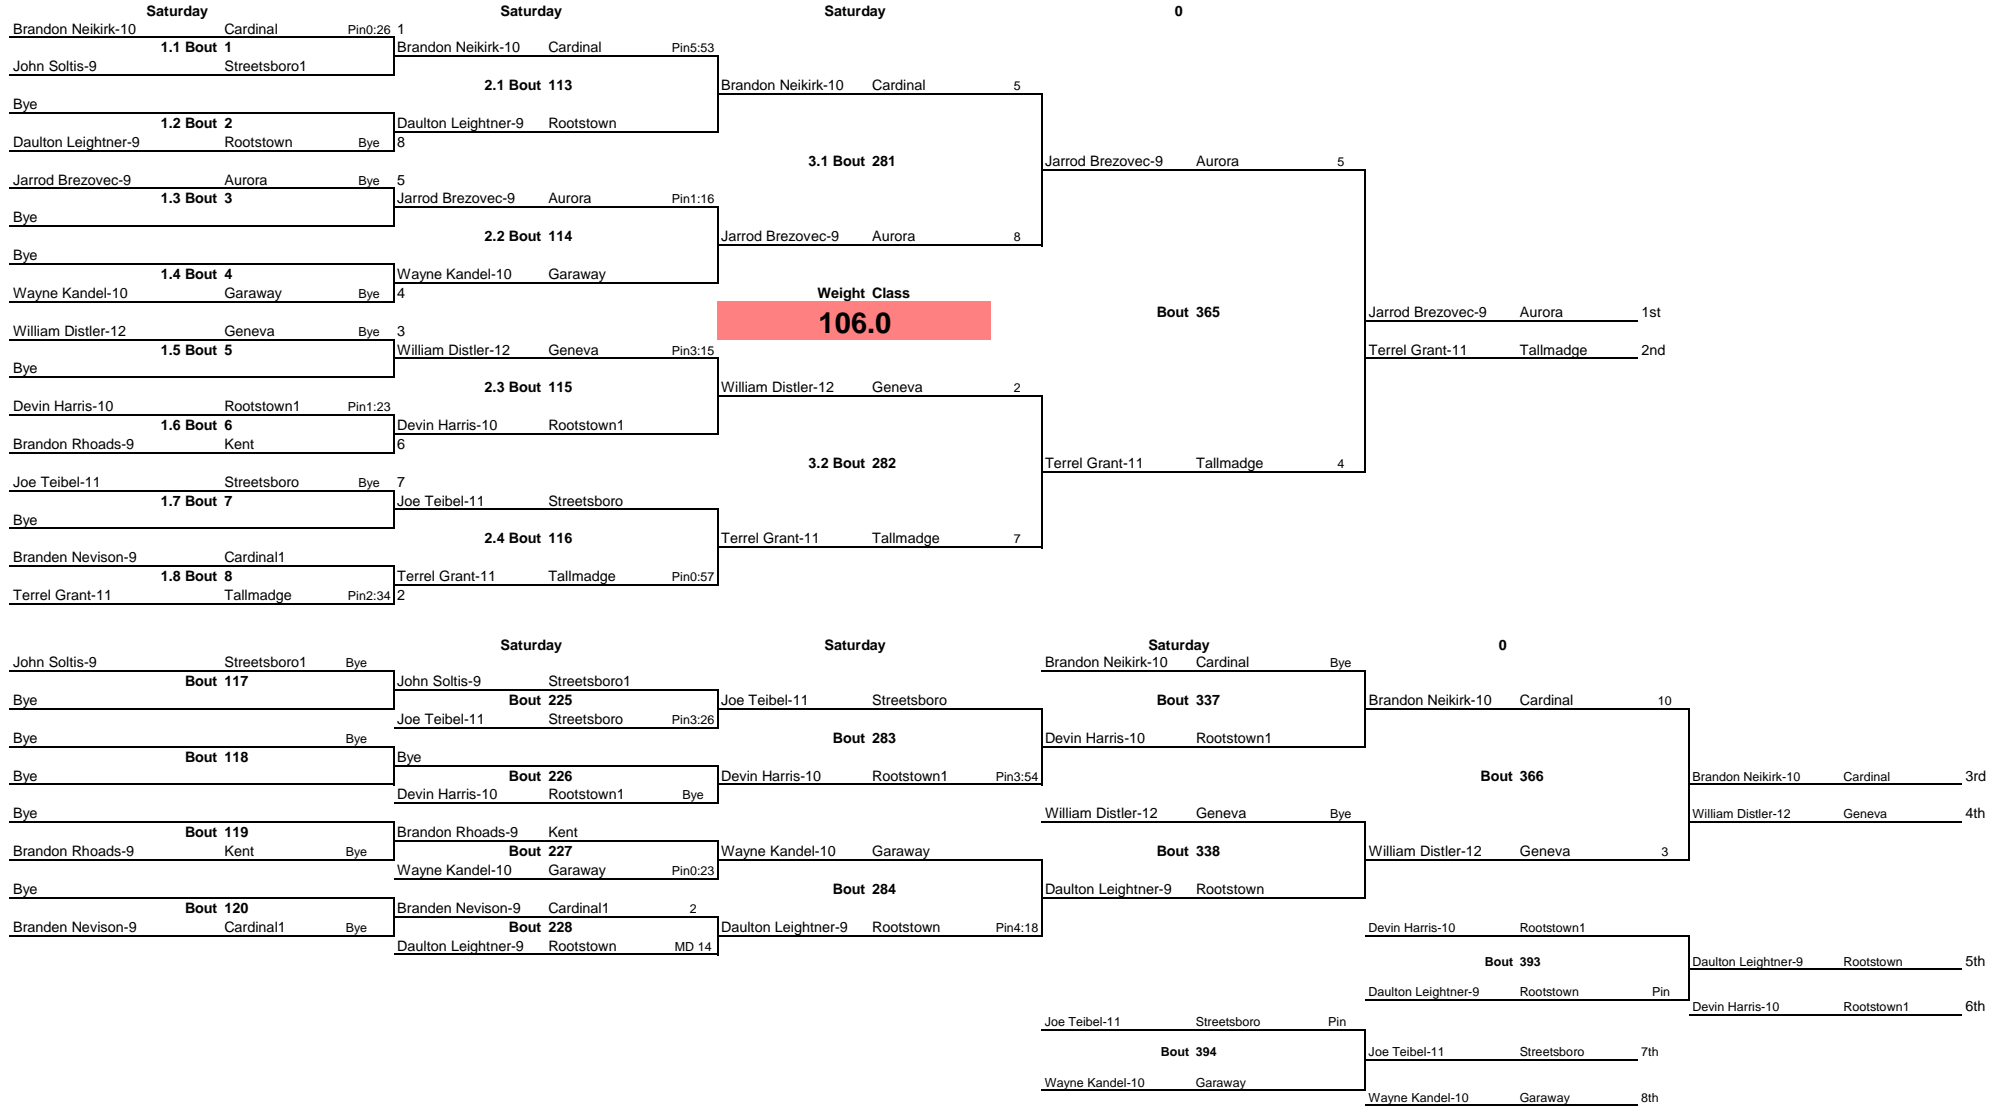 Saturday Saturday Saturday 0
Brandon Neikirk-10 Cardinal Pin0:26 1
1.1 Bout 1 Brandon Neikirk-10 Cardinal Pin5:53
John Soltis-9 Streetsboro1
2.1 Bout 113 Brandon Neikirk-10 Cardinal 5
Bye
1.2 Bout 2 Daulton Leightner-9 Rootstown
Daulton Leightner-9 Rootstown Bye 8
3.1 Bout 281 Jarrod Brezovec-9 Aurora 5
Jarrod Brezovec-9 Aurora Bye 5
1.3 Bout 3 Jarrod Brezovec-9 Aurora Pin1:16
Bye
2.2 Bout 114 Jarrod Brezovec-9 Aurora 8
Bye
1.4 Bout 4 Wayne Kandel-10 Garaway
Wayne Kandel-10 Garaway Bye 4 Weight Class
Bout 365 Jarrod Brezovec-9 Aurora 1st
106.0
William Distler-12 Geneva Bye 3
1.5 Bout 5 William Distler-12 Geneva Pin3:15 Terrel Grant-11 Tallmadge 2nd
Bye
2.3 Bout 115 William Distler-12 Geneva 2
Devin Harris-10 Rootstown1 Pin1:23
1.6 Bout 6 Devin Harris-10 Rootstown1
Brandon Rhoads-9 Kent 6
3.2 Bout 282 Terrel Grant-11 Tallmadge 4
Joe Teibel-11 Streetsboro Bye 7
1.7 Bout 7 Joe Teibel-11 Streetsboro
Bye
2.4 Bout 116 Terrel Grant-11 Tallmadge 7
Branden Nevison-9 Cardinal1
1.8 Bout 8 Terrel Grant-11 Tallmadge Pin0:57
Terrel Grant-11 Tallmadge Pin2:34 2
Saturday Saturday Saturday 0
John Soltis-9 Streetsboro1 Bye Brandon Neikirk-10 Cardinal Bye
Bout 117 John Soltis-9 Streetsboro1
Bye Bout 225 Joe Teibel-11 Streetsboro Bout 337 Brandon Neikirk-10 Cardinal 10
Joe Teibel-11 Streetsboro Pin3:26
Bye Bye Bout 283 Devin Harris-10 Rootstown1
Bout 118 Bye
Bye Bout 226 Devin Harris-10 Rootstown1 Pin3:54 Bout 366 Brandon Neikirk-10 Cardinal 3rd
Devin Harris-10 Rootstown1 Bye
Bye William Distler-12 Geneva Bye William Distler-12 Geneva 4th
Bout 119 Brandon Rhoads-9 Kent
Brandon Rhoads-9 Kent Bye Bout 227 Wayne Kandel-10 Garaway Bout 338 William Distler-12 Geneva 3
Wayne Kandel-10 Garaway Pin0:23
Bye Bout 284 Daulton Leightner-9 Rootstown
Bout 120 Branden Nevison-9 Cardinal1 2
Branden Nevison-9 Cardinal1 Bye Bout 228 Daulton Leightner-9 Rootstown Pin4:18 Devin Harris-10 Rootstown1
Daulton Leightner-9 Rootstown MD 14
Bout 393 Daulton Leightner-9 Rootstown 5th
Daulton Leightner-9 Rootstown Pin
Devin Harris-10 Rootstown1 6th
Joe Teibel-11 Streetsboro Pin
Bout 394 Joe Teibel-11 Streetsboro 7th
Wayne Kandel-10 Garaway
Wayne Kandel-10 Garaway 8th